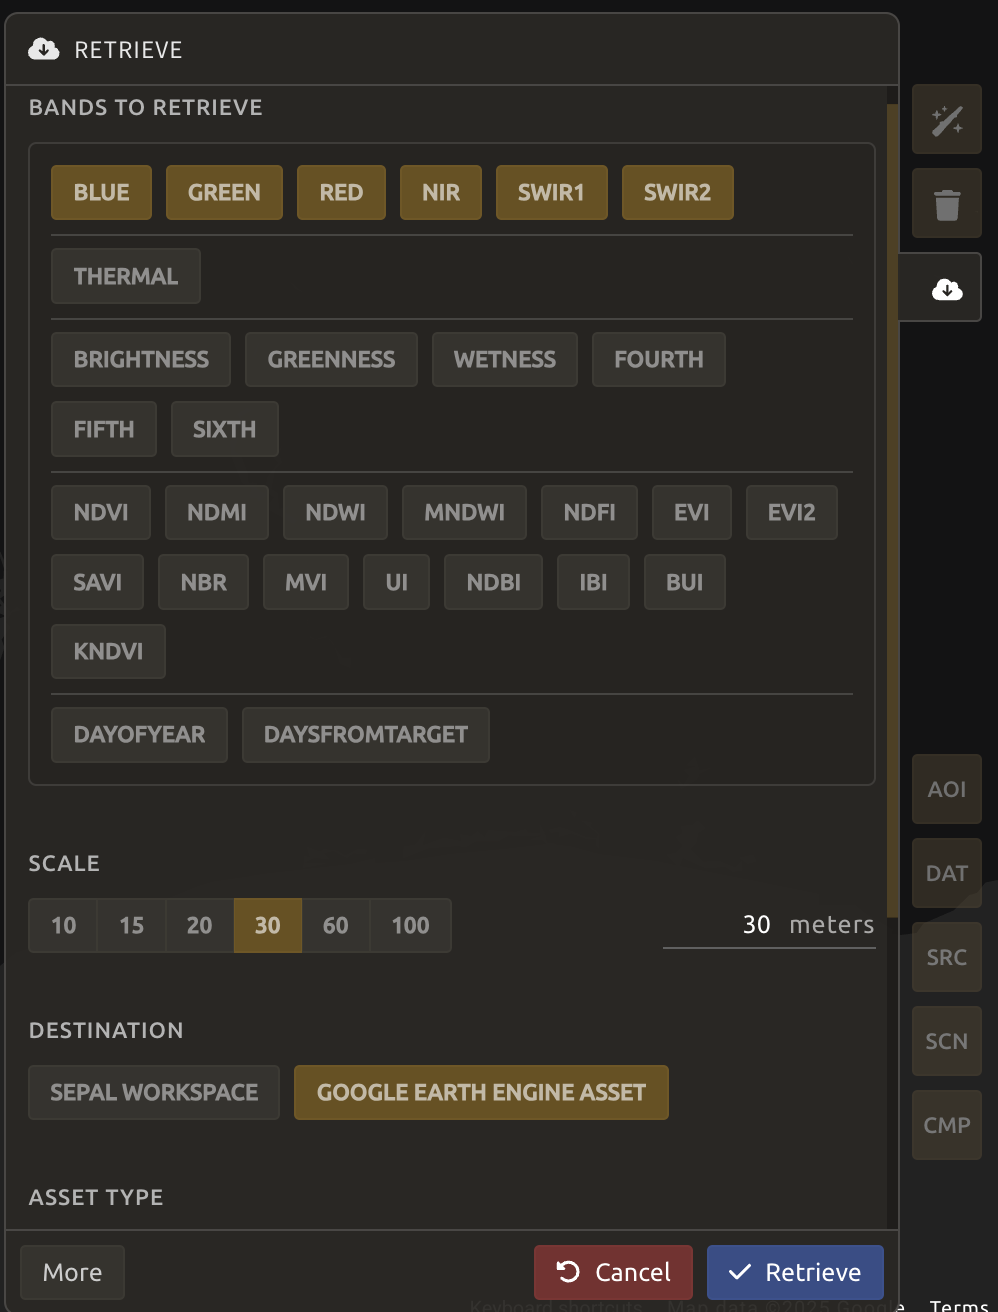 RETRIEVE
BANDS TO RETRIEVE
BLUE GREEN RED NIR SWIR1 SWIR2
THERMAL
BRIGHTNESS GREENNESS WETNESS FOURTH
FIFTH SIXTH
NDVI NDMI NDWI MNDWI NDFI EVI EVI2
SAVI NBR MVI UI NDBI IBI BUI
KNDVI
DAYOFYEAR DAYSFROMTARGET
AOI
DAT
SCALE
10 15 20 30 60 100 30 meters
SRC
DESTINATION
SCN
SEPAL WORKSPACE GOOGLE EARTH ENGINE ASSET
CMP
ASSET TYPE
More Cancel Retrieve
Keyboard shortcuts Map data ©2025 Google Terms